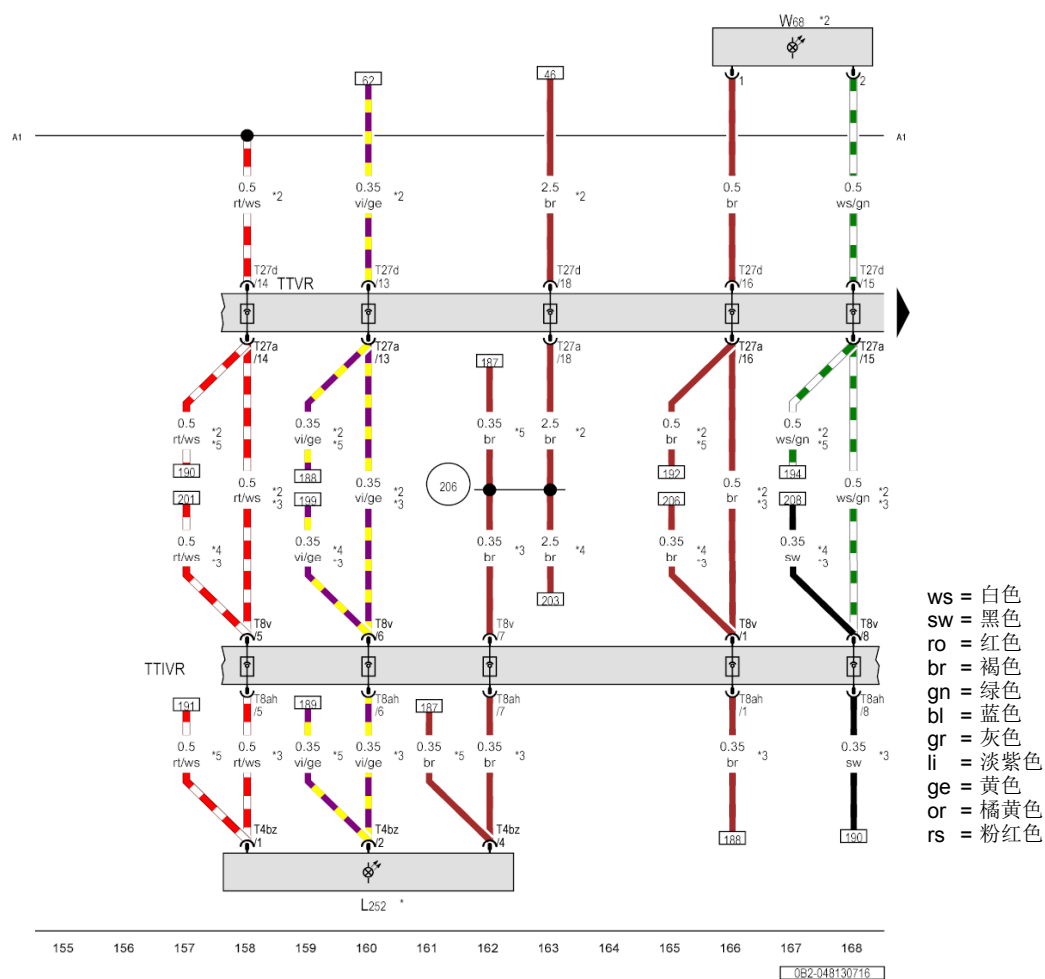 W68 *2
1
2
62
46
A1
A1
0.5
rt/ws
*2
0.35
vi/ge
*2
2.5
br
*2
0.5
br
0.5
ws/gn
T27d
/14
TTVR
T27d
/13
T27d
/18
T27d
/16
T27d
/15
T27a
/14
T27a
/13
T27a
/18
T27a
/16
T27a
/15
187
0.5
rt/ws
*2
*5
0.35
vi/ge
*2
*5
0.35
br
*5
2.5
br
*2
0.5
br
*2
*5
0.5
ws/gn
*2
*5
190
188
192
194
201
0.5
rt/ws
*2
*3
199
0.35
vi/ge
*2
*3
206
206
0.5
br
*2
*3
208
0.5
ws/gn
*2
*3
0.35
rt/ws
*4
*3
0.35
vi/ge
*4
*3
0.35
br
*3
2.5
br
*4
0.35
br
*4
*3
0.35
sw
*4
*3
203
T8v
/5
T8v
/6
T8v
/7
T8v
/1
T8v
/8
TTIVR
T8ah
/5
T8ah
/6
T8ah
/7
T8ah
/1
T8ah
/8
191
189
187
0.5
rt/ws
*5
0.5
rt/ws
*3
0.35
vi/ge
*5
0.35
vi/ge
*3
0.35
br
*5
0.35
br
*3
0.35
br
*3
0.35
sw
*3
T4bz
/1
T4bz
/2
T4bz
/4
188
190
L252 *
155 156 157 158 159 160 161 162 163 164 165 166 167 168
0B2-048130716
ws = 白色
sw = 黑色
ro = 红色
br = 褐色
gn = 绿色
bl = 蓝色
gr = 灰色
li = 淡紫色
ge = 黄色
or = 橘黄色
rs = 粉红色